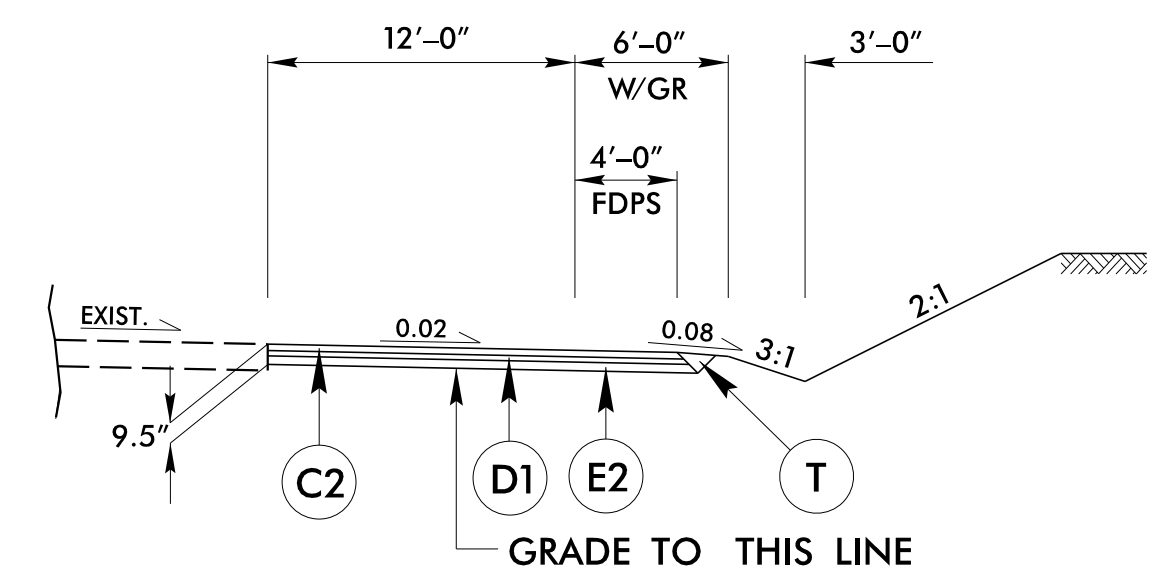 12'–0"
6'–0"
3'–0"
W/GR
4'–0"
FDPS
EXIST.
0.02
0.08
3:1
2:1
9.5"
C2
D1
E2
T
GRADE TO THIS LINE